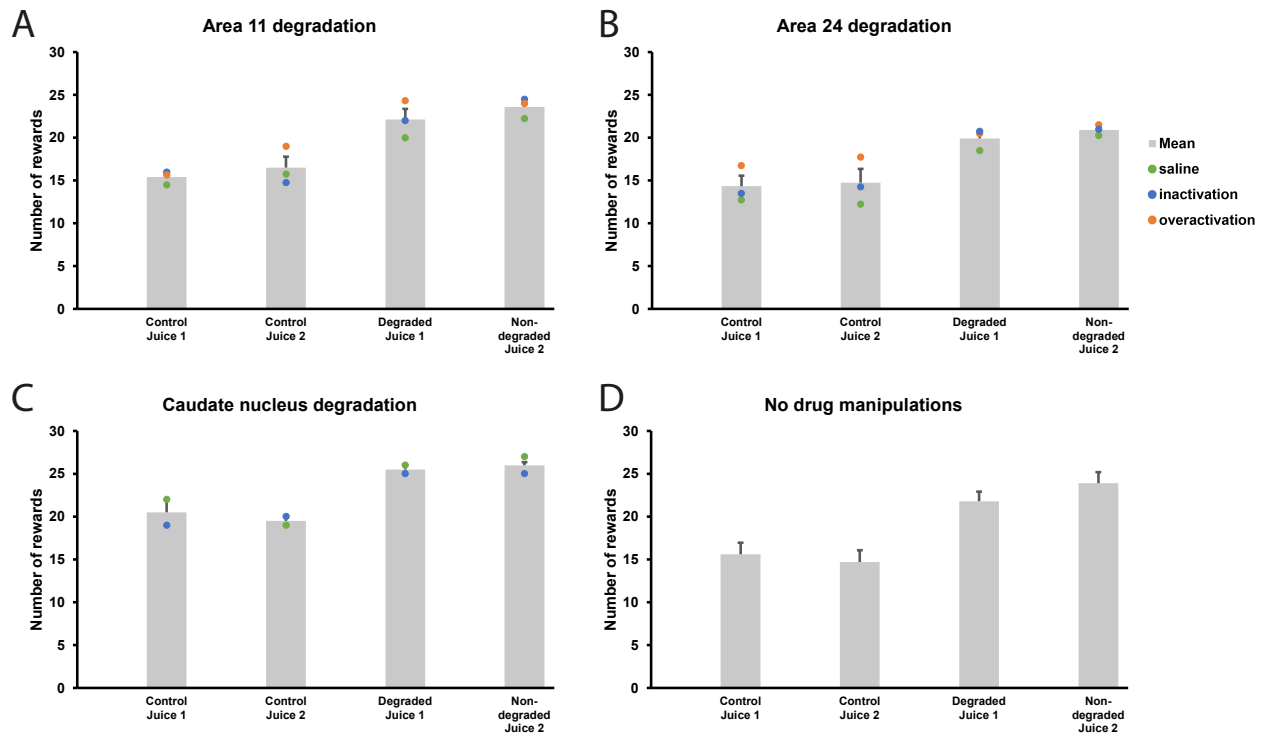 A
Area 11 degradation
30
25
20
15
10
5
0
Number of rewards
Control
Juice 1
Control
Juice 2
Degraded
Juice 1
Non-
degraded
Juice 2
B
Area 24 degradation
30
25
20
15
10
5
0
Number of rewards
Control
Juice 1
Control
Juice 2
Degraded
Juice 1
Non-
degraded
Juice 2
Mean
saline
inactivation
overactivation
C
Caudate nucleus degradation
30
25
20
15
10
5
0
Number of rewards
Control
Juice 1
Control
Juice 2
Degraded
Juice 1
Non-
degraded
Juice 2
D
No drug manipulations
30
25
20
15
10
5
0
Number of rewards
Control
Juice 1
Control
Juice 2
Degraded
Juice 1
Non-
degraded
Juice 2